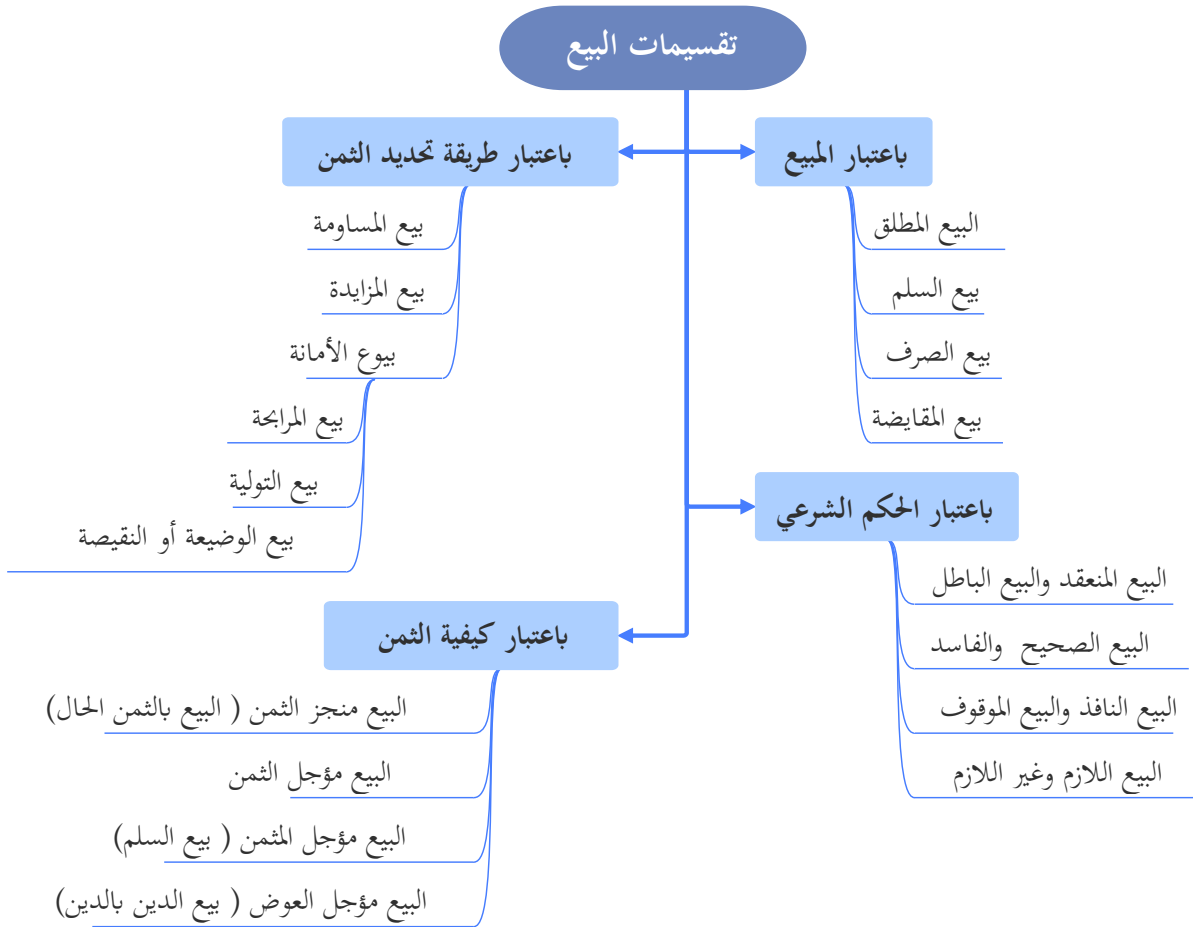 تقسيمات البيع
باعتبار المبيع
البيع المطلق
بيع السلم
بيع الصرف
بيع المقايضة
باعتبار طريقة تحديد الثمن
بيع المساومة
بيع المزايدة
بيوع الأمانة
بيع المرابحة
بيع التولية
بيع الوضيعة أو النقيصة
باعتبار الحكم الشرعي
البيع المنعقد والبيع الباطل
البيع الصحيح والفاسد
البيع النافذ والبيع الموقوف
البيع اللازم وغير اللازم
باعتبار كيفية الثمن
البيع منجز الثمن ( البيع بالثمن الحال)
البيع مؤجل الثمن
البيع مؤجل المثمن ( بيع السلم)
البيع مؤجل العوض ( بيع الدين بالدين)